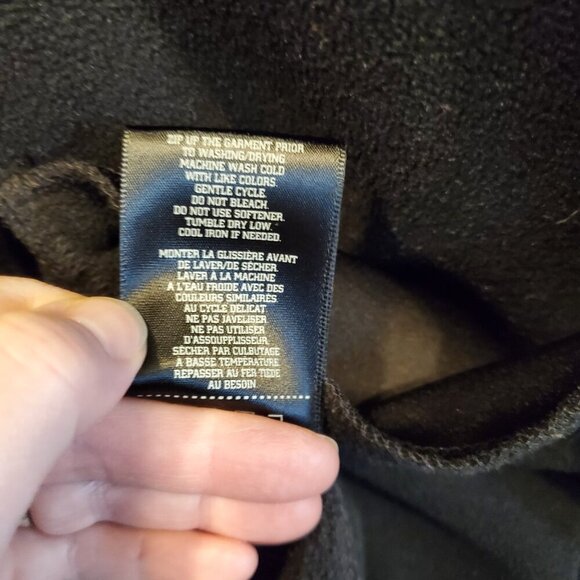 ZIP UP THE GARMENT PRIOR
TO WASHING/DRYING
MACHINE WASH COLD
WITH LIKE COLORS.
GENTLE CYCLE.
DO NOT BLEACH.
DO NOT USE SOFTENER.
TUMBLE DRY LOW.
COOL IRON IF NEEDED.
MONTER LA GLISSIÈRE AVANT
DE LAVER/DE SÉCHER.
LAVER À LA MACHINE
A L'EAU FROIDE AVEC DES
COULEURS SIMILAIRES
AU CYCLE DÉLICAT
NE PAS JAVELISER
NE PAS UTILISER
D'ASSOUPLISSEUR.
SÉCHER PAR CULBUTAGE
A BASSE TEMPÉRATURE
REPASSER AU FER TIÈDE
AU BESOIN.